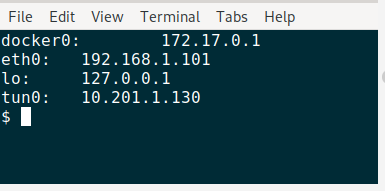 File Edit View Terminal Tabs Help
docker0: 172.17.0.1
eth0: 192.168.1.101
lo: 127.0.0.1
tun0: 10.201.1.130
$